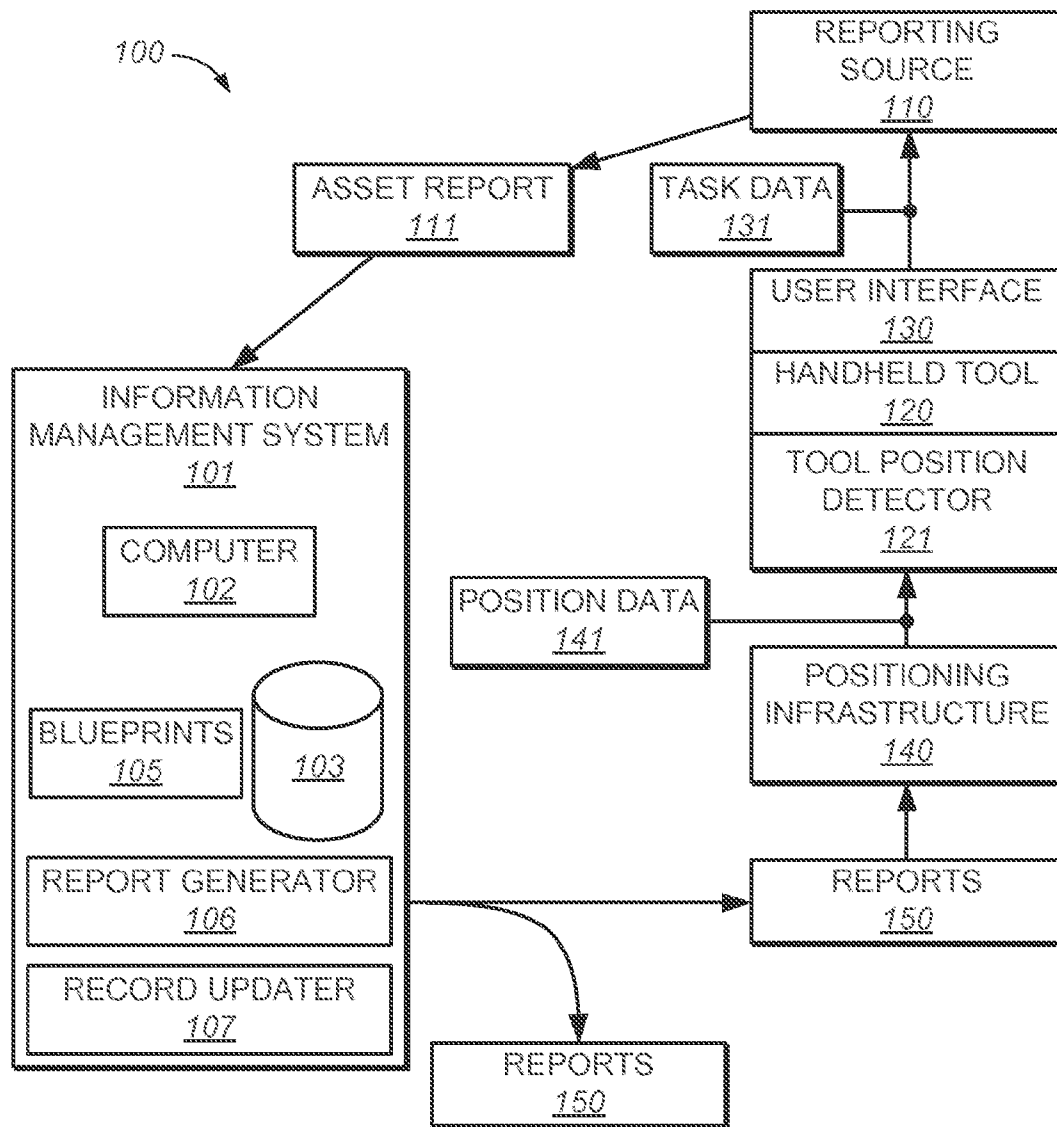 100
REPORTING
SOURCE
110
ASSET REPORT
111
TASK DATA
131
USER INTERFACE
130
HANDHELD TOOL
120
TOOL POSITION
DETECTOR
121
INFORMATION
MANAGEMENT SYSTEM
101
COMPUTER
102
POSITION DATA
141
POSITIONING
INFRASTRUCTURE
140
BLUEPRINTS
105
103
REPORT GENERATOR
106
REPORTS
150
RECORD UPDATER
107
REPORTS
150